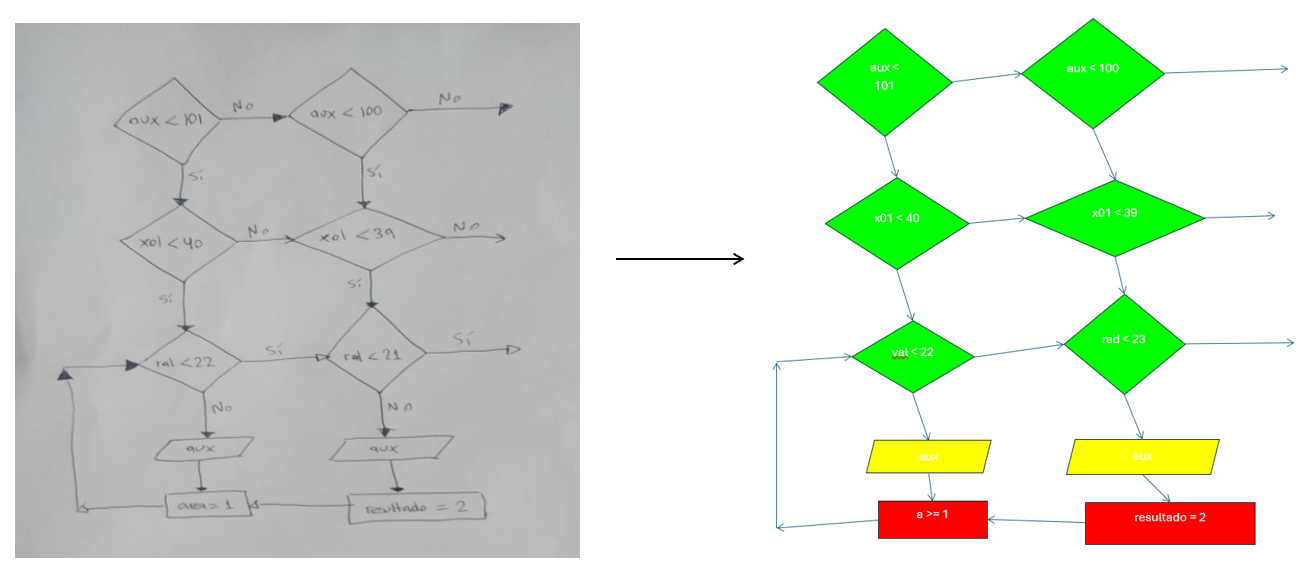 aux < 101
No
aux < 100
No
Sí
Sí
xol < 40
No
xol < 39
No
Sí
Sí
ral < 22
Sí
ral < 21
Sí
No
No
aux
aux
area = 1
resultado = 2
aux <
101
aux < 100
x01 < 40
x01 < 39
val < 22
rad < 23
aux
aux
a >= 1
resultado = 2